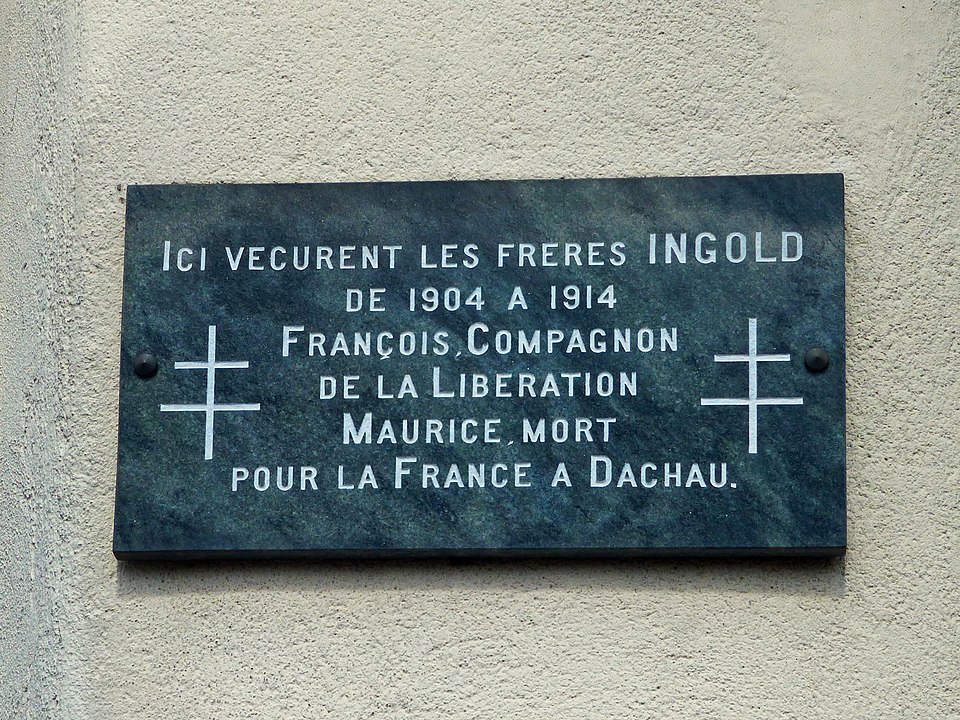 ICI VECURENT LES FRERES INGOLD
DE 1904 A 1914
FRANÇOIS, COMPAGNON
DE LA LIBERATION
MAURICE, MORT
POUR LA FRANCE A DACHAU.